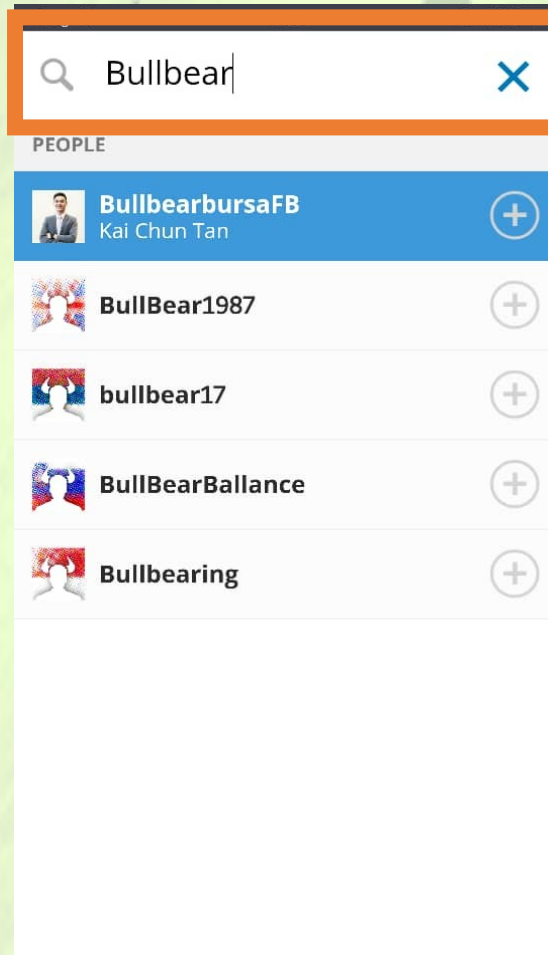 Bullbear
PEOPLE
BullbearbursaFB
Kai Chun Tan
BullBear1987
bullbear17
BullBearBallance
Bullbearing